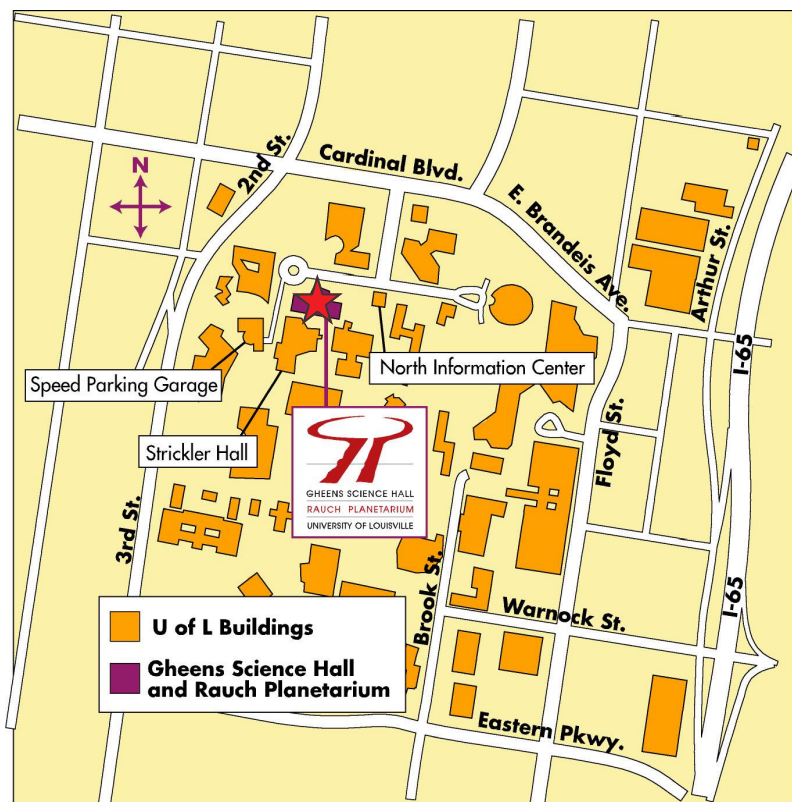 N
2nd St.
Cardinal Blvd.
E. Brandeis Ave.
Arthur St.
I-65
North Information Center
Speed Parking Garage
Strickler Hall
Floyd St.
GHEENS SCIENCE HALL
RAUCH PLANETARIUM
UNIVERSITY OF LOUISVILLE
3rd St.
Brook St.
I-65
Warnock St.
U of L Buildings
Gheens Science Hall
and Rauch Planetarium
Eastern Pkwy.